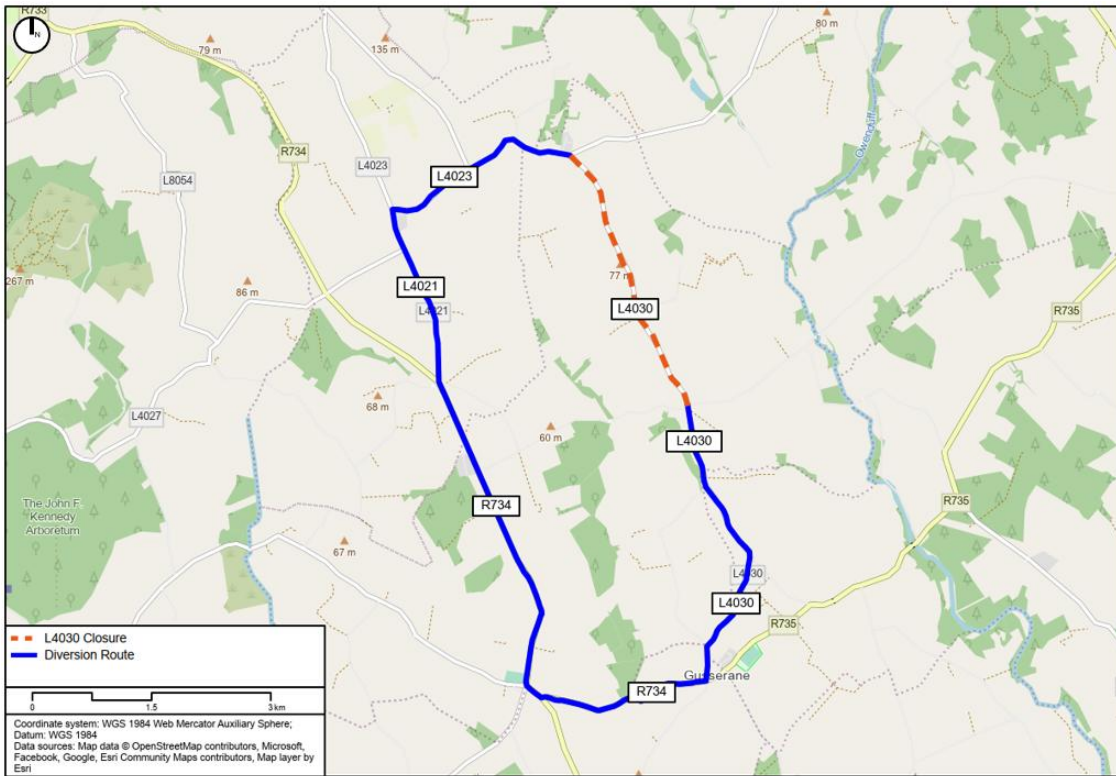 R733
N
80 m
79 m
135 m
Owenduff
R734
L4023
L8054
L4023
267 m
77 m
86 m
L4021
L4021
L4030
R735
68 m
L4027
60 m
L4030
The John F.
Kennedy
Arboretum
R734
R735
67 m
L4030
L4030
R735
Gusserane
R734
L4030 Closure
Diversion Route
0 1.5 3 km
Coordinate system: WGS 1984 Web Mercator Auxiliary Sphere;
Datum: WGS 1984
Data sources: Map data © OpenStreetMap contributors, Microsoft,
Facebook, Google, Esri Community Maps contributors, Map layer by
Esri